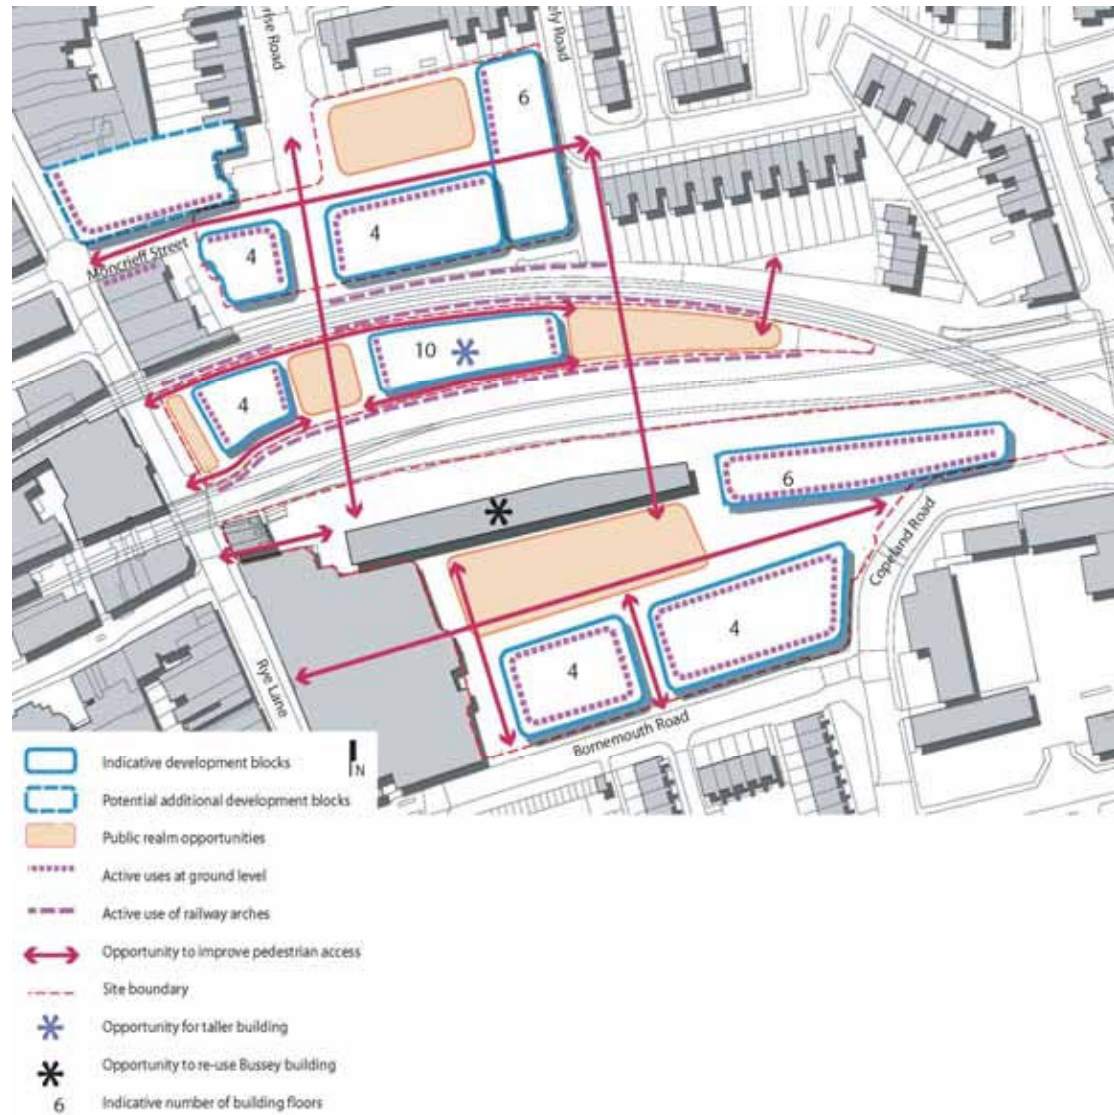 rise Road
ely Road
6
Moncrieff Street
4
4
10
4
6
Copeland Road
4
4
Rye Lane
Bornemouth Road
Indicative development blocks
N
Potential additional development blocks
Public realm opportunities
Active uses at ground level
Active use of railway arches
Opportunity to improve pedestrian access
Site boundary
Opportunity for taller building
Opportunity to re-use Bussey building
6 Indicative number of building floors